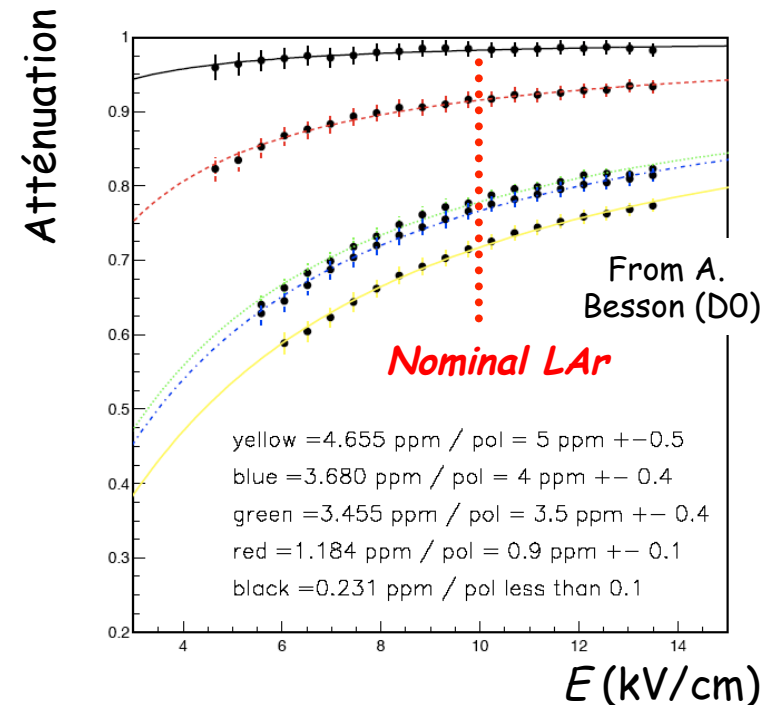 Atténuation
1
0.9
0.8
0.7
0.6
0.5
0.4
0.3
0.2
From A.
Besson (D0)
Nominal LAr
yellow =4.655 ppm / pol = 5 ppm +-0.5
blue =3.680 ppm / pol = 4 ppm +- 0.4
green =3.455 ppm / pol = 3.5 ppm +- 0.4
red =1.184 ppm / pol = 0.9 ppm +- 0.1
black =0.231 ppm / pol less than 0.1
4 6 8 10 12 14
E (kV/cm)